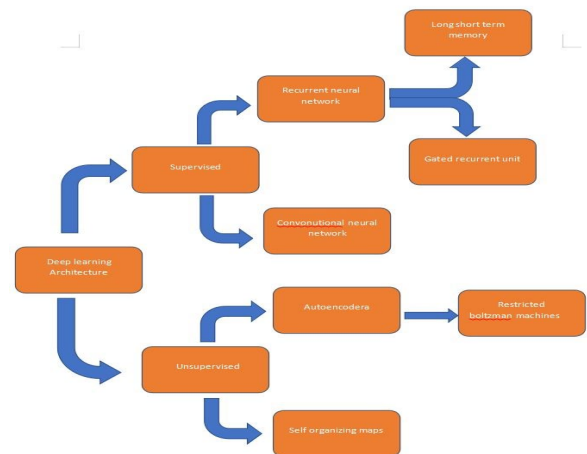 Long short term
memory
Recurrent neural
network
Gated recurrent unit
Supervised
Convonutional neural
network
Deep learning
Architecture
Autoencodera
Restricted
boltzman machines
Unsupervised
Self organizing maps